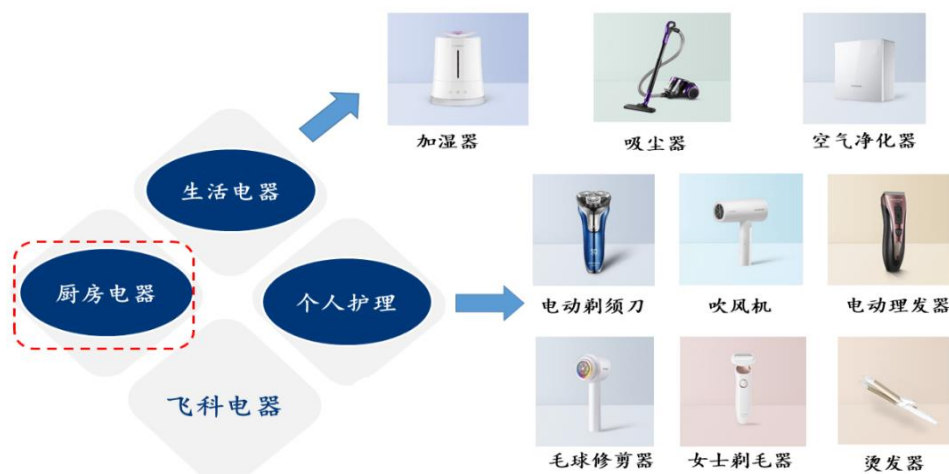 加湿器
吸尘器
空气净化器
生活电器
厨房电器
个人护理
飞科电器
电动剃须刀
吹风机
电动理发器
毛球修剪器
女士剃毛器
烫发器